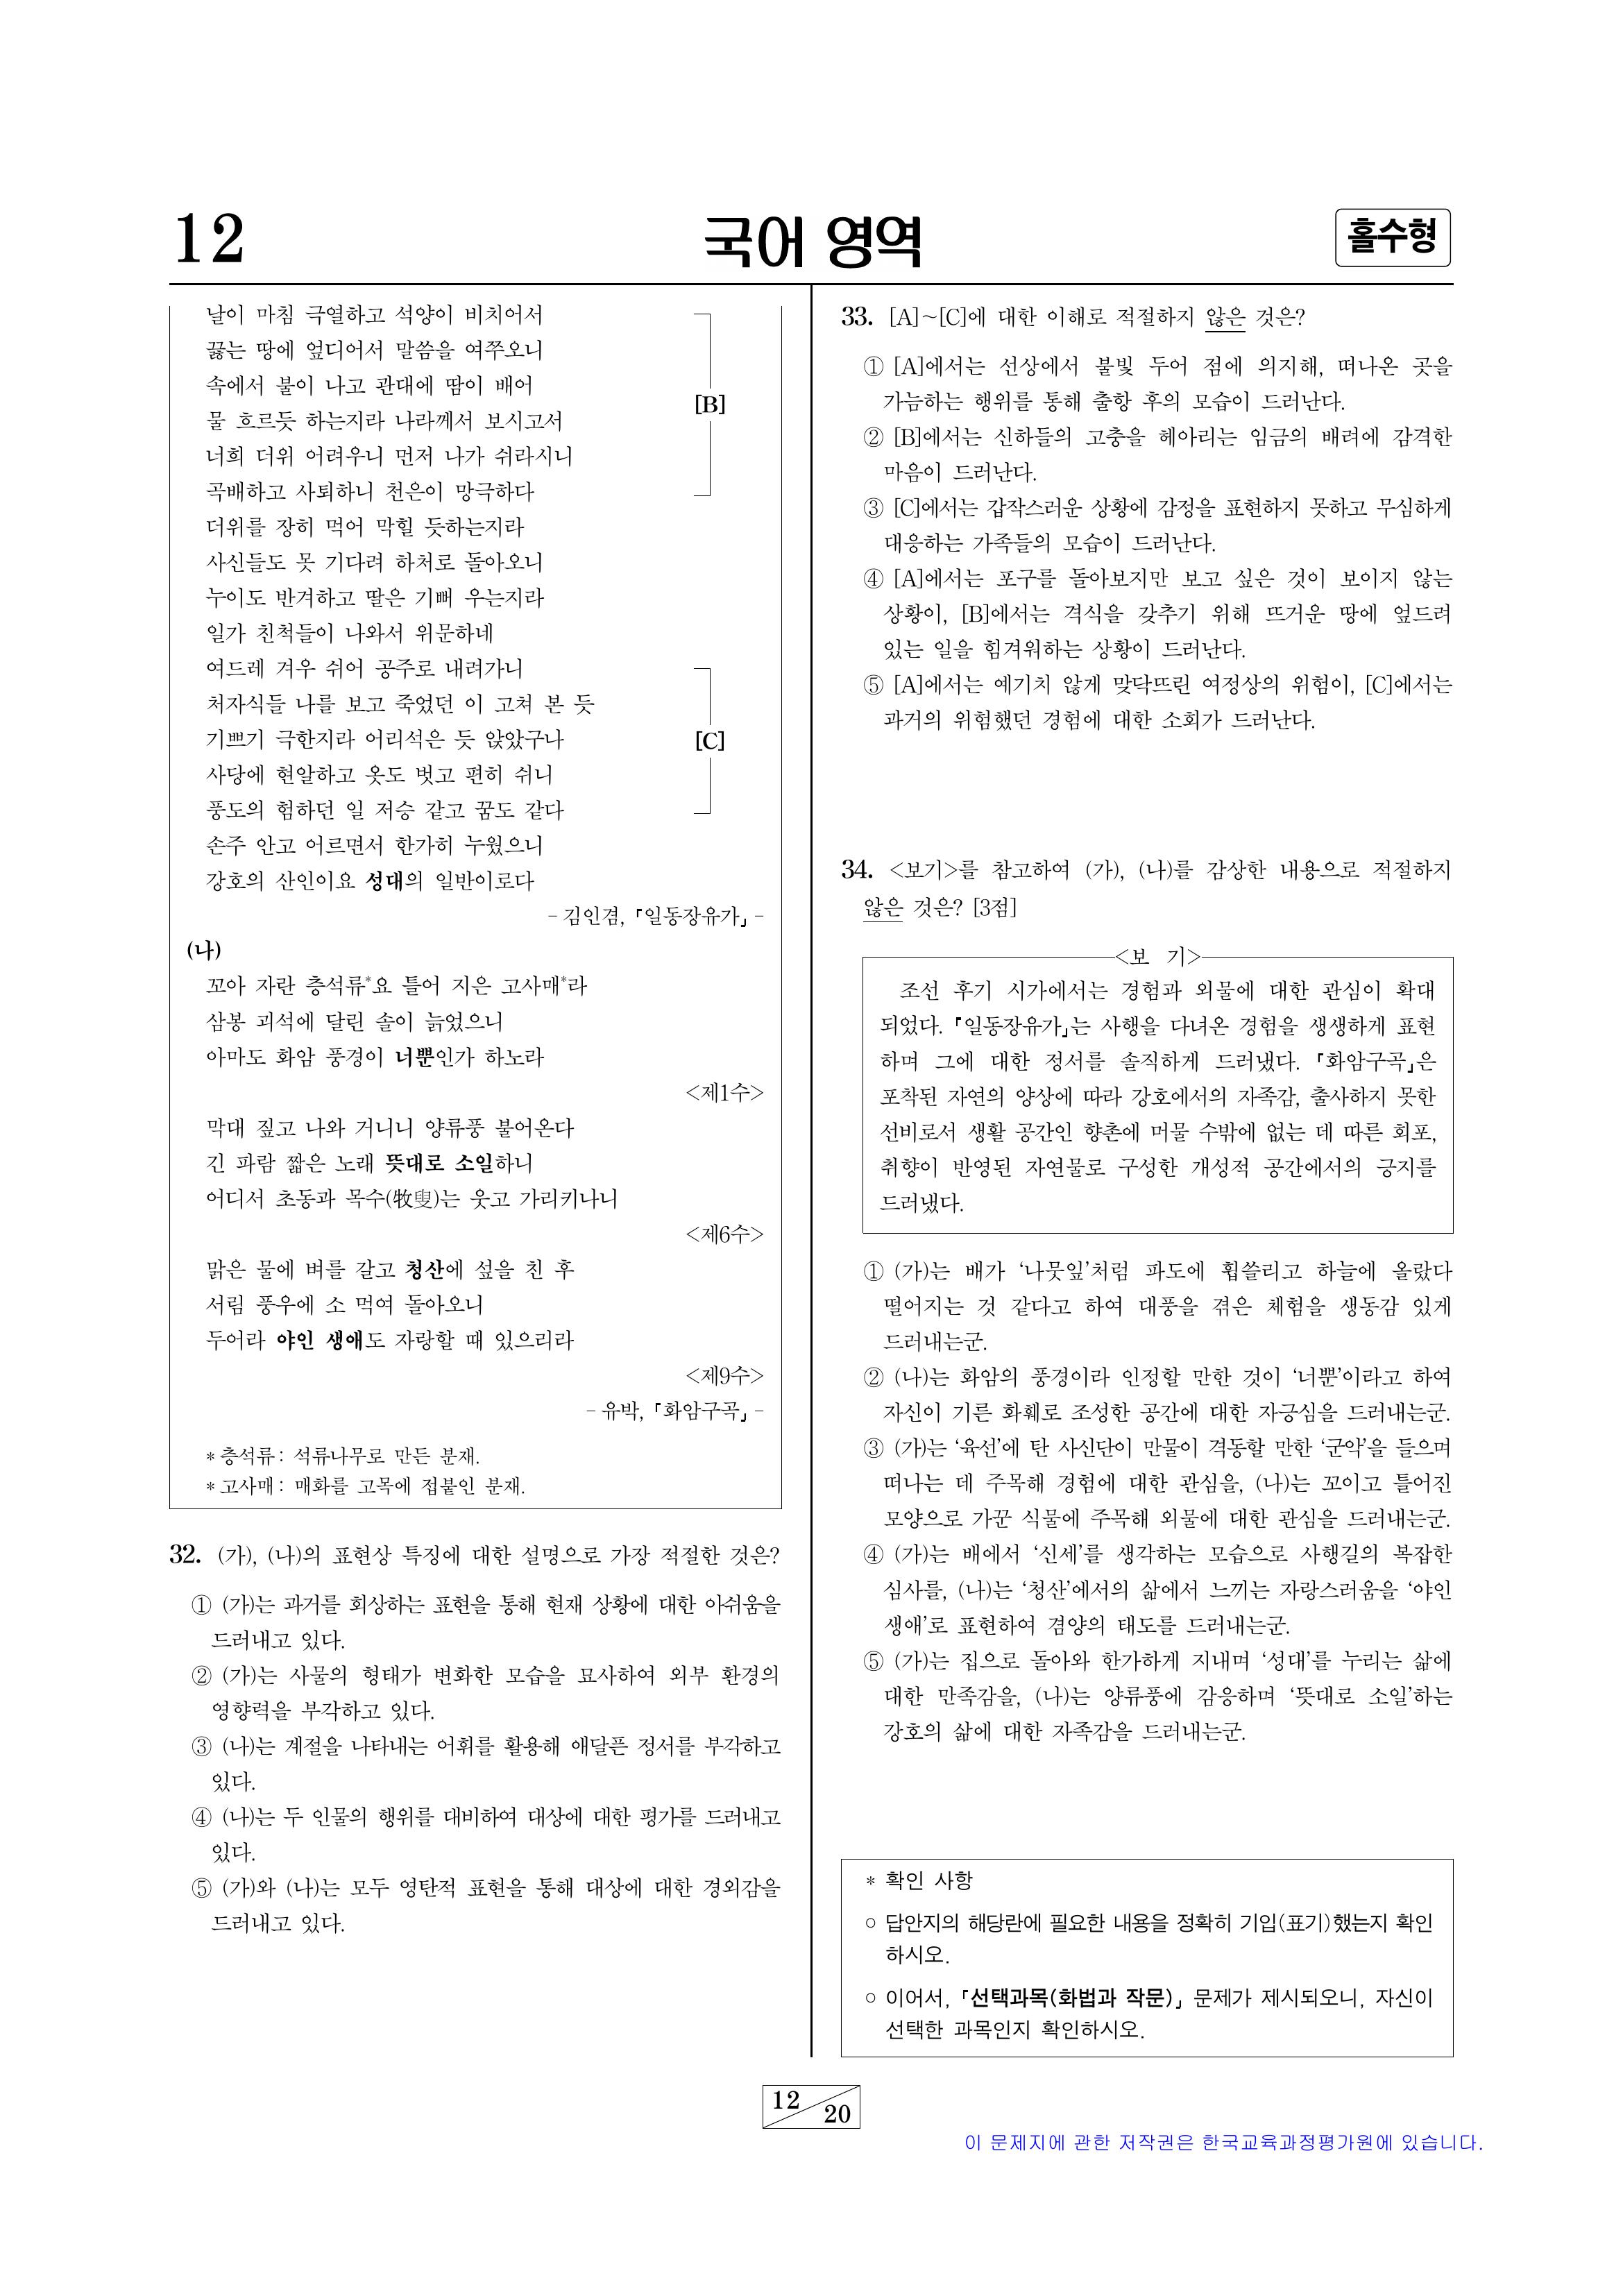 12
국어 영역
홀수형
날이 마침 극열하고 석양이 비치어서
끓는 땅에 엎디어서 말씀을 여쭈오니
속에서 불이 나고 관대에 땀이 배어
물 흐르듯 하는지라 나라께서 보시고서
너희 더위 어려우니 먼저 나가 쉬라시니
곡배하고 사퇴하니 천은이 망극하다
[B]
더위를 장히 먹어 막힐 듯하는지라
사신들도 못 기다려 하처로 돌아오니
누이도 반겨하고 딸은 기뻐 우는지라
일가 친척들이 나와서 위문하네
여드레 겨우 쉬어 공주로 내려가니
처자식들 나를 보고 죽었던 이 고쳐 본 듯
기쁘기 극한지라 어리석은 듯 앉았구나
사당에 현알하고 옷도 벗고 편히 쉬니
풍도의 험하던 일 저승 같고 꿈도 같다
[C]
손주 안고 어르면서 한가히 누웠으니
강호의 산인이요 성대의 일반이로다
- 김인겸, 「일동장유가」 -
(나)
꼬아 자란 층석류*요 틀어 지은 고사매*라
삼봉 괴석에 달린 솔이 늙었으니
아마도 화암 풍경이 너뿐인가 하노라
<제1수>
막대 짚고 나와 거니니 양류풍 불어온다
긴 파람 짧은 노래 뜻대로 소일하니
어디서 초동과 목수(牧叟)는 웃고 가리키나니
<제6수>
맑은 물에 벼를 갈고 청산에 섶을 친 후
서림 풍우에 소 먹여 돌아오니
두어라 야인 생애도 자랑할 때 있으리라
<제9수>
- 유박, 「화암구곡」 -
* 층석류 : 석류나무로 만든 분재.
* 고사매 : 매화를 고목에 접붙인 분재.
32. (가), (나)의 표현상 특징에 대한 설명으로 가장 적절한 것은?
① (가)는 과거를 회상하는 표현을 통해 현재 상황에 대한 아쉬움을
드러내고 있다.
② (가)는 사물의 형태가 변화한 모습을 묘사하여 외부 환경의
영향력을 부각하고 있다.
③ (나)는 계절을 나타내는 어휘를 활용해 애달픈 정서를 부각하고
있다.
④ (나)는 두 인물의 행위를 대비하여 대상에 대한 평가를 드러내고
있다.
⑤ (가)와 (나)는 모두 영탄적 표현을 통해 대상에 대한 경외감을
드러내고 있다.
33. [A]~[C]에 대한 이해로 적절하지 않은 것은?
① [A]에서는 선상에서 불빛 두어 점에 의지해, 떠나온 곳을
가늠하는 행위를 통해 출항 후의 모습이 드러난다.
② [B]에서는 신하들의 고충을 헤아리는 임금의 배려에 감격한
마음이 드러난다.
③ [C]에서는 갑작스러운 상황에 감정을 표현하지 못하고 무심하게
대응하는 가족들의 모습이 드러난다.
④ [A]에서는 포구를 돌아보지만 보고 싶은 것이 보이지 않는
상황이, [B]에서는 격식을 갖추기 위해 뜨거운 땅에 엎드려
있는 일을 힘겨워하는 상황이 드러난다.
⑤ [A]에서는 예기치 않게 맞닥뜨린 여정상의 위험이, [C]에서는
과거의 위험했던 경험에 대한 소회가 드러난다.
34. <보기>를 참고하여 (가), (나)를 감상한 내용으로 적절하지
않은 것은? [3점]
<보 기>
조선 후기 시가에서는 경험과 외물에 대한 관심이 확대
되었다. 「일동장유가」는 사행을 다녀온 경험을 생생하게 표현
하며 그에 대한 정서를 솔직하게 드러냈다. 「화암구곡」은
포착된 자연의 양상에 따라 강호에서의 자족감, 출사하지 못한
선비로서 생활 공간인 향촌에 머물 수밖에 없는 데 따른 회포,
취향이 반영된 자연물로 구성한 개성적 공간에서의 긍지를
드러냈다.
① (가)는 배가 ‘나뭇잎’처럼 파도에 휩쓸리고 하늘에 올랐다
떨어지는 것 같다고 하여 대풍을 겪은 체험을 생동감 있게
드러내는군.
② (나)는 화암의 풍경이라 인정할 만한 것이 ‘너뿐’이라고 하여
자신이 기른 화훼로 조성한 공간에 대한 자긍심을 드러내는군.
③ (가)는 ‘육선’에 탄 사신단이 만물이 격동할 만한 ‘군악’을 들으며
떠나는 데 주목해 경험에 대한 관심을, (나)는 꼬이고 틀어진
모양으로 가꾼 식물에 주목해 외물에 대한 관심을 드러내는군.
④ (가)는 배에서 ‘신세’를 생각하는 모습으로 사행길의 복잡한
심사를, (나)는 ‘청산’에서의 삶에서 느끼는 자랑스러움을 ‘야인
생애’로 표현하여 겸양의 태도를 드러내는군.
⑤ (가)는 집으로 돌아와 한가하게 지내며 ‘성대’를 누리는 삶에
대한 만족감을, (나)는 양류풍에 감응하며 ‘뜻대로 소일’하는
강호의 삶에 대한 자족감을 드러내는군.
* 확인 사항
○ 답안지의 해당란에 필요한 내용을 정확히 기입(표기)했는지 확인
하시오.
○ 이어서, 「선택과목(화법과 작문)」 문제가 제시되오니, 자신이
선택한 과목인지 확인하시오.
12
20
이 문제지에 관한 저작권은 한국교육과정평가원에 있습니다.